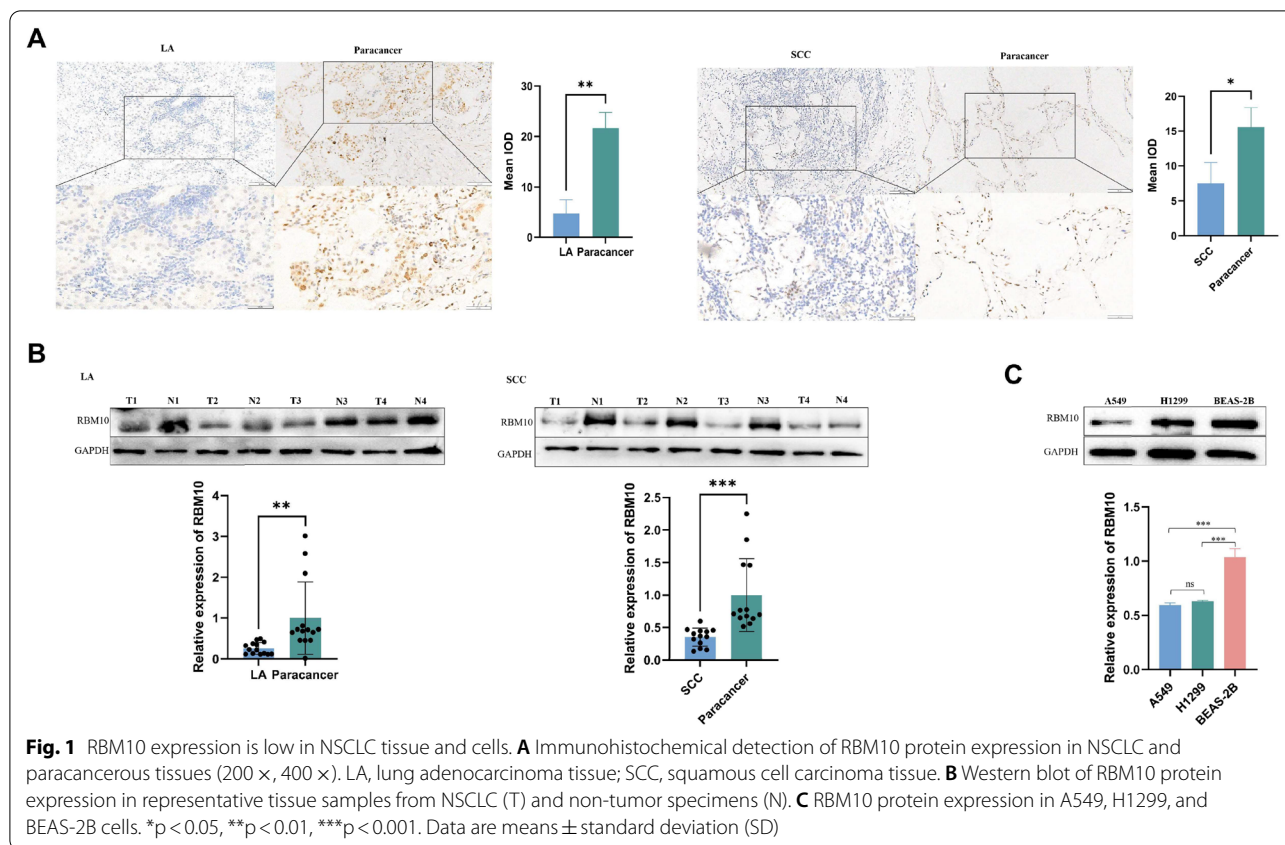 A
LA
Paracancer
Mean IOD
30
20
10
0
**
LA Paracancer
SCC
Paracancer
Mean IOD
20
15
10
5
0
*
SCC
Paracancer
B
LA
T1 N1 T2 N2 T3 N3 T4 N4
RBM10
GAPDH
Relative expression of RBM10
4
3
2
1
0
**
LA Paracancer
SCC
T1 N1 T2 N2 T3 N3 T4 N4
RBM10
GAPDH
Relative expression of RBM10
2.5
2.0
1.5
1.0
0.5
0.0
***
SCC
Paracancer
C
A549 H1299 BEAS-2B
RBM10
GAPDH
Relative expression of RBM10
1.5
1.0
0.5
0.0
***
***
ns
A549
H1299
BEAS-2B
Fig. 1 RBM10 expression is low in NSCLC tissue and cells. A Immunohistochemical detection of RBM10 protein expression in NSCLC and
paracancerous tissues (200 ×, 400 ×). LA, lung adenocarcinoma tissue; SCC, squamous cell carcinoma tissue. B Western blot of RBM10 protein
expression in representative tissue samples from NSCLC (T) and non-tumor specimens (N). C RBM10 protein expression in A549, H1299, and
BEAS-2B cells. *p < 0.05, **p < 0.01, ***p < 0.001. Data are means ± standard deviation (SD)